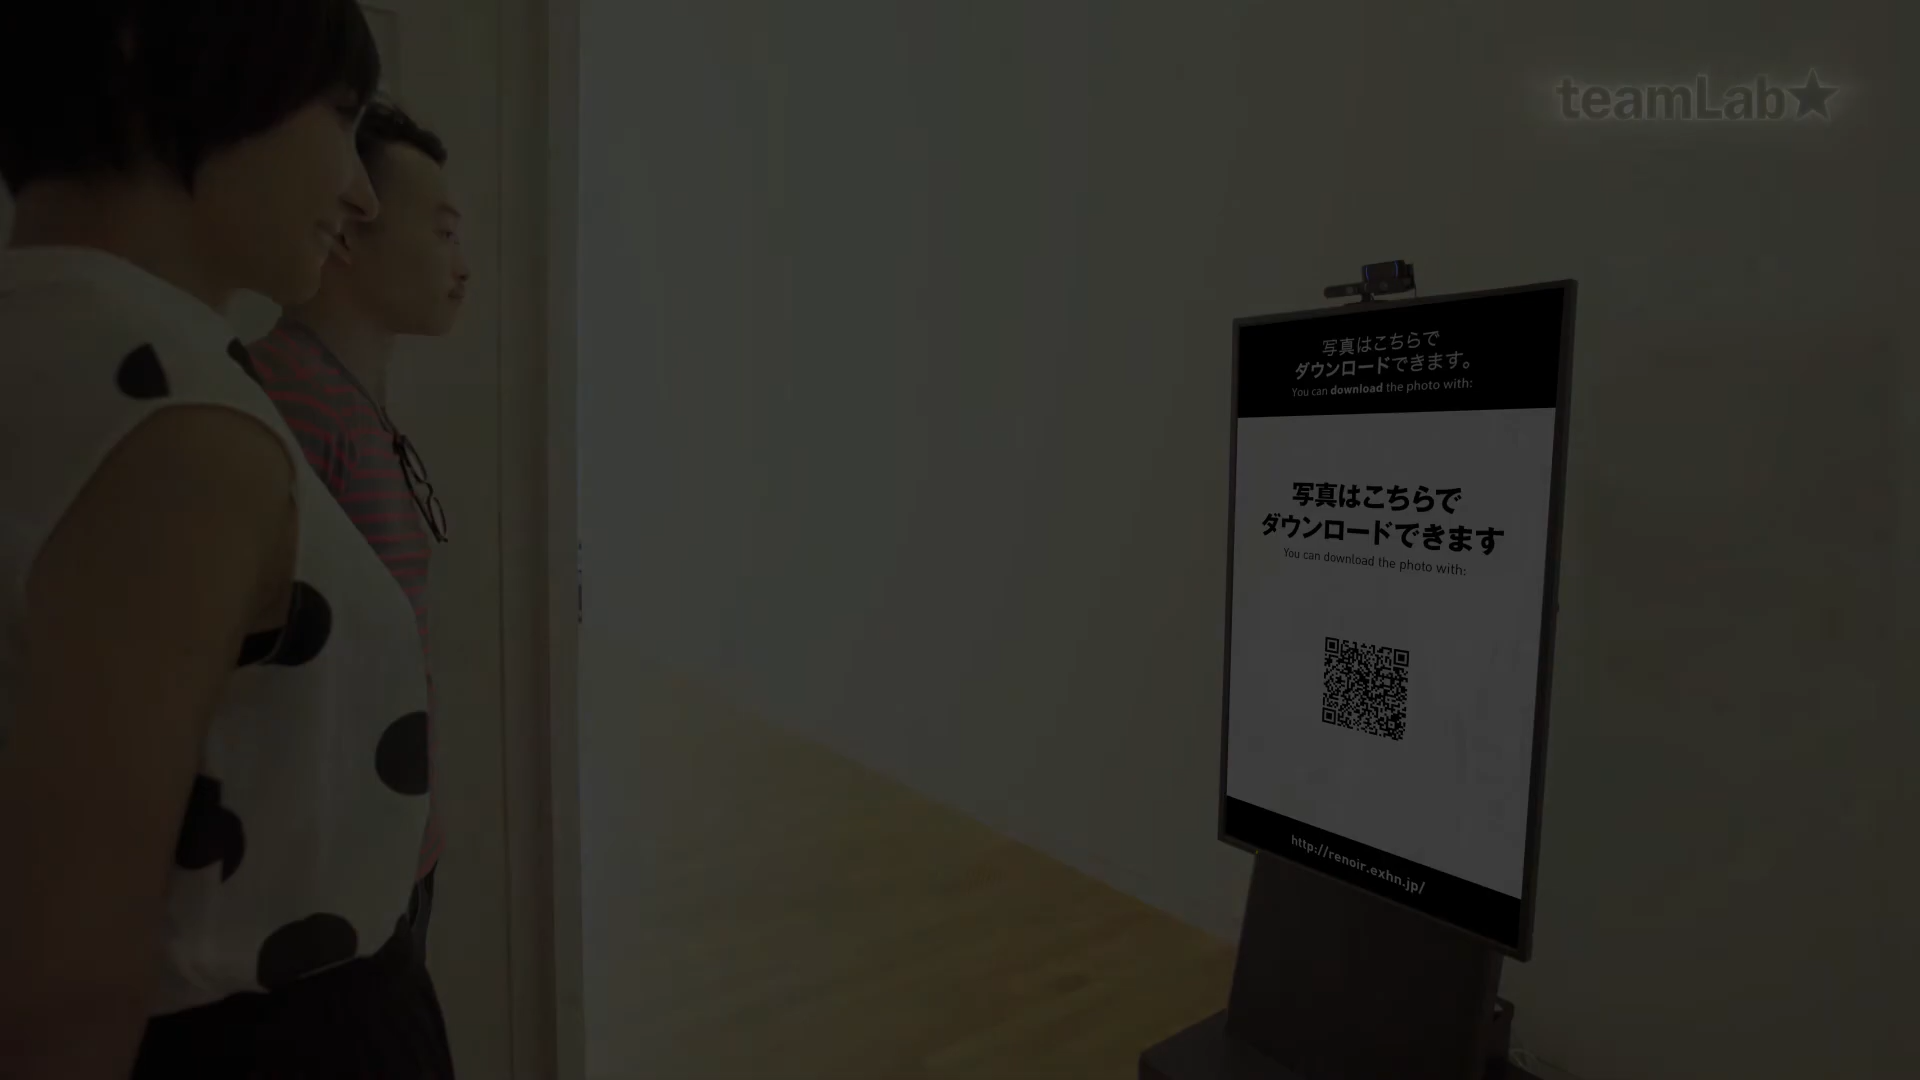 teamLab★
写真はこちらで
ダウンロードできます。
You can download the photo with:
写真はこちらで
ダウンロードできます
You can download the photo with:
http://renoir.exhn.jp/